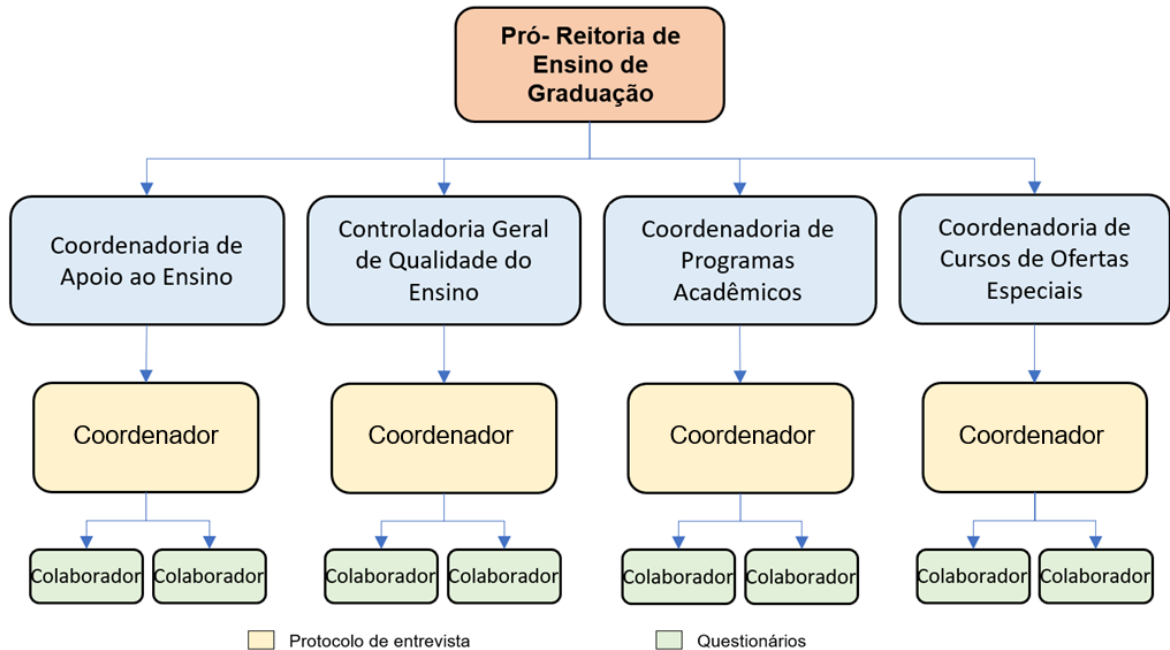 Pró- Reitoria de
Ensino de
Graduação
Coordenadoria de
Apoio ao Ensino
Controladoria Geral
de Qualidade do
Ensino
Coordenadoria de
Programas
Acadêmicos
Coordenadoria de
Cursos de Ofertas
Especiais
Coordenador
Coordenador
Coordenador
Coordenador
Colaborador
Colaborador
Colaborador
Colaborador
Colaborador
Colaborador
Colaborador
Colaborador
Protocolo de entrevista
Questionários